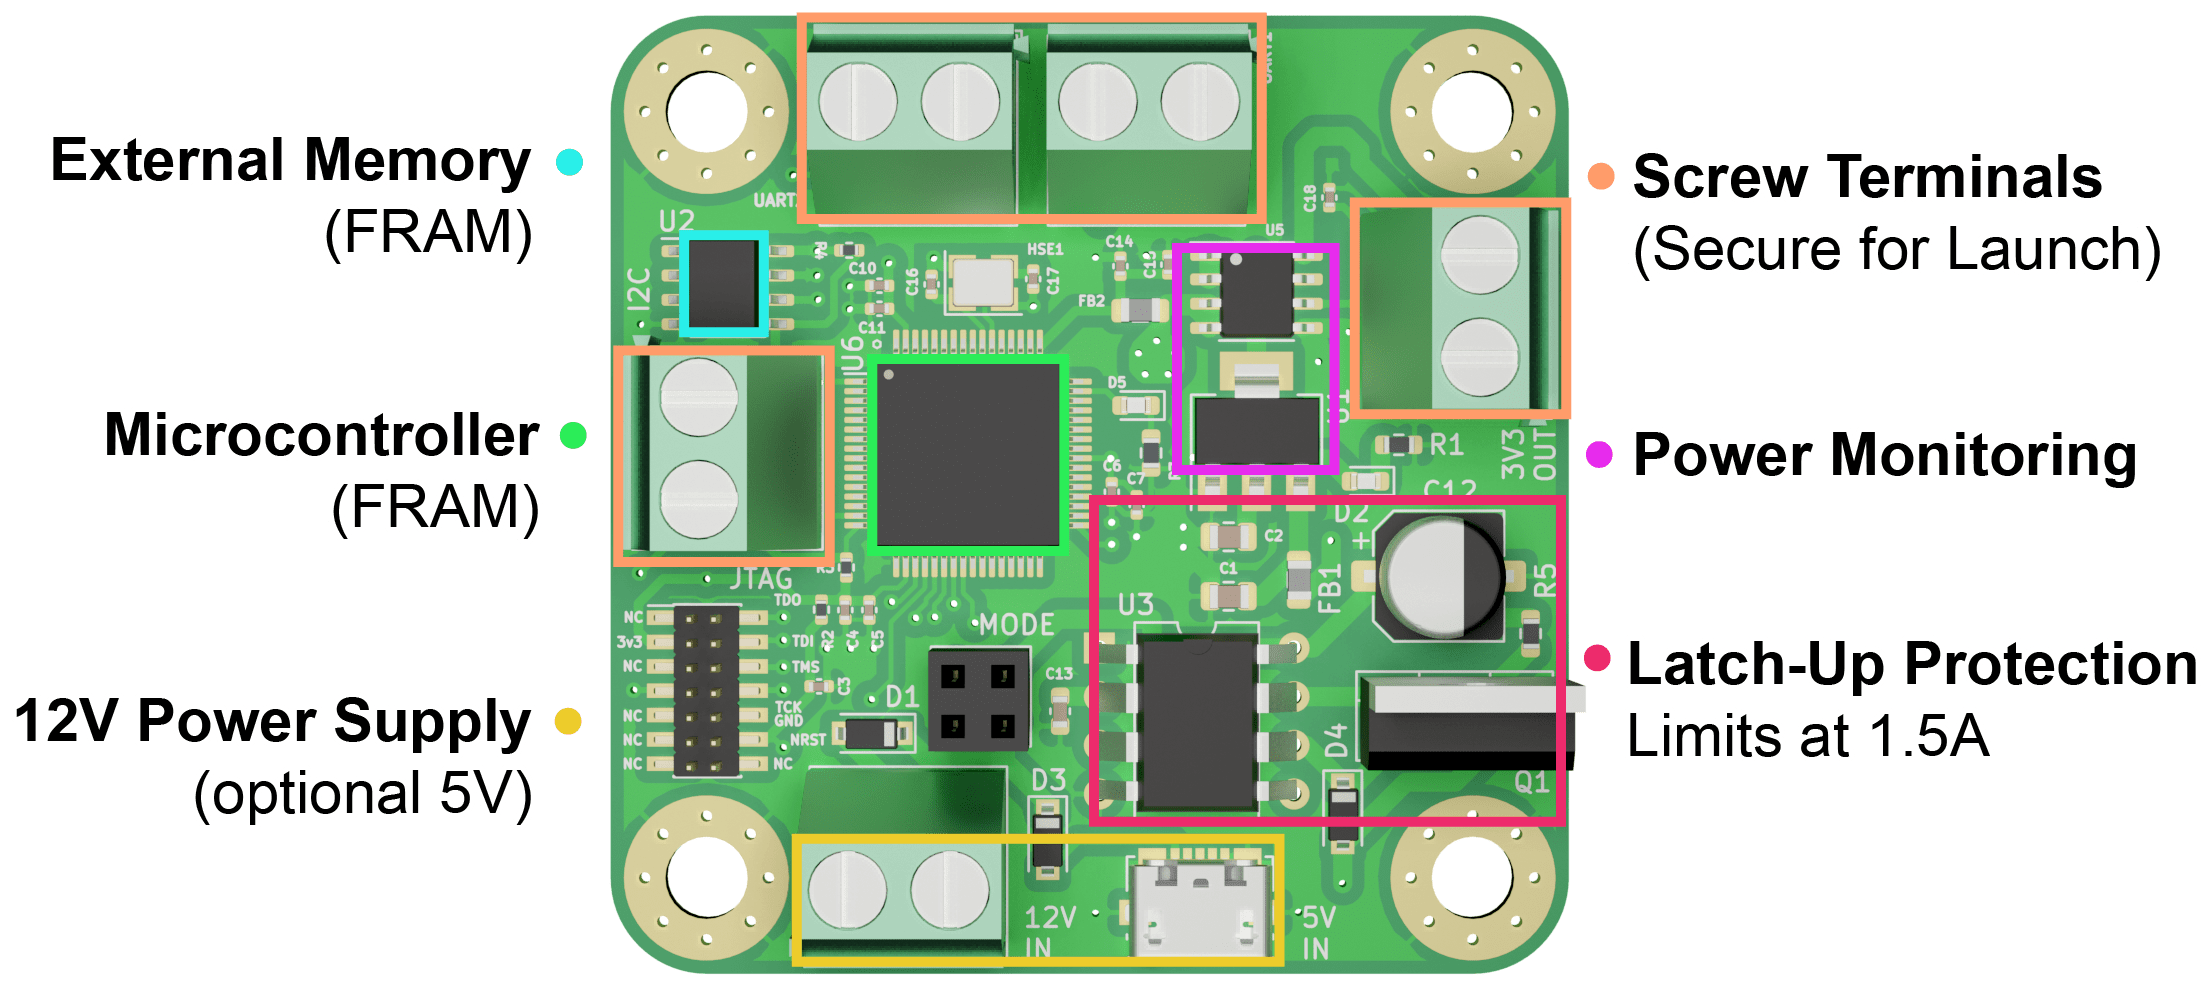 External Memory
(FRAM)
Microcontroller
(FRAM)
12V Power Supply
(optional 5V)
Screw Terminals
(Secure for Launch)
Power Monitoring
Latch-Up Protection
Limits at 1.5A
UART
U2
I2C
C10
C11
C16
HSE1
C17
C14
C15
FB2
U5
C18
U6
D5
C6
C7
R1
3V3
OUT
C12
D2
+
C2
C1
FB1
R5
U3
JTAG
R3
TDO
NC
3v3
TDI
NC
TMS
TCK
GND
NC
NC
NRST
NC
NC
R2
C4
C5
C3
MODE
D1
C13
D3
D4
Q1
12V
IN
5V
IN